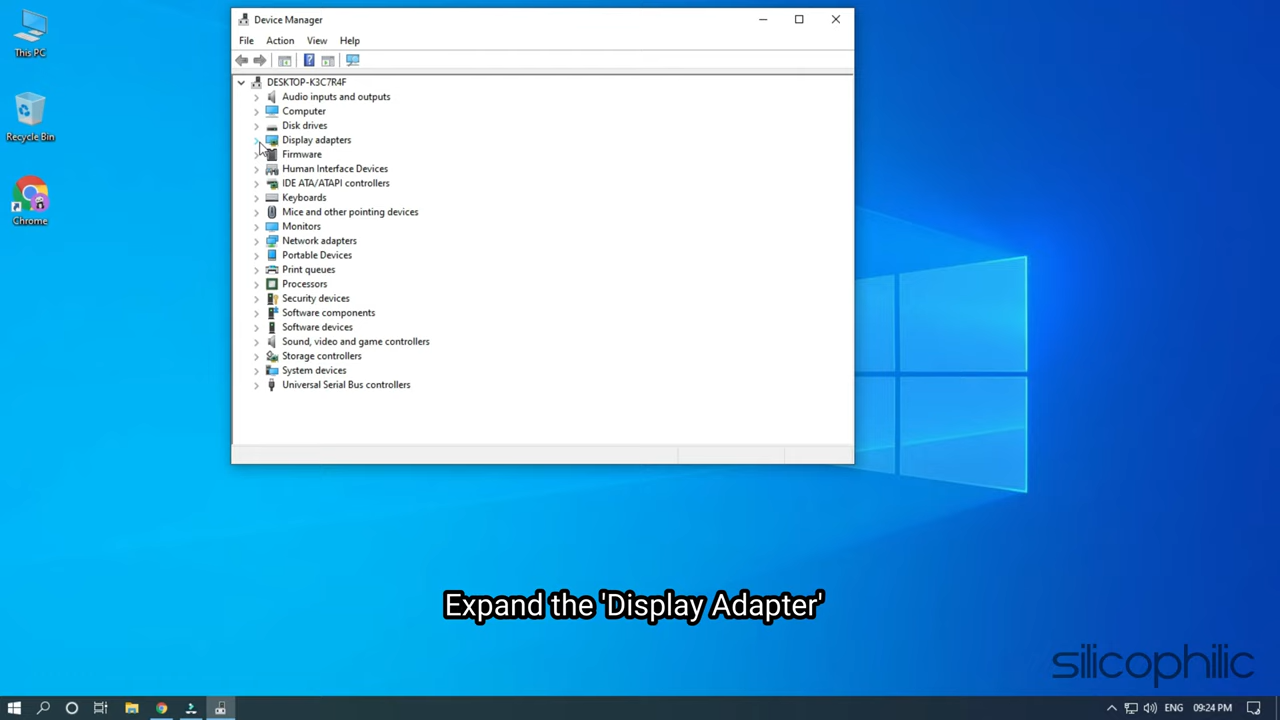 This PC
Recycle Bin
Chrome
Device Manager
File Action View Help
DESKTOP-K3C7R4F
Audio inputs and outputs
Computer
Disk drives
Display adapters
Firmware
Human Interface Devices
IDE ATA/ATAPI controllers
Keyboards
Mice and other pointing devices
Monitors
Network adapters
Portable Devices
Print queues
Processors
Security devices
Software components
Software devices
Sound, video and game controllers
Storage controllers
System devices
Universal Serial Bus controllers
Expand the 'Display Adapter'
silicophilic
ENG 09:24 PM